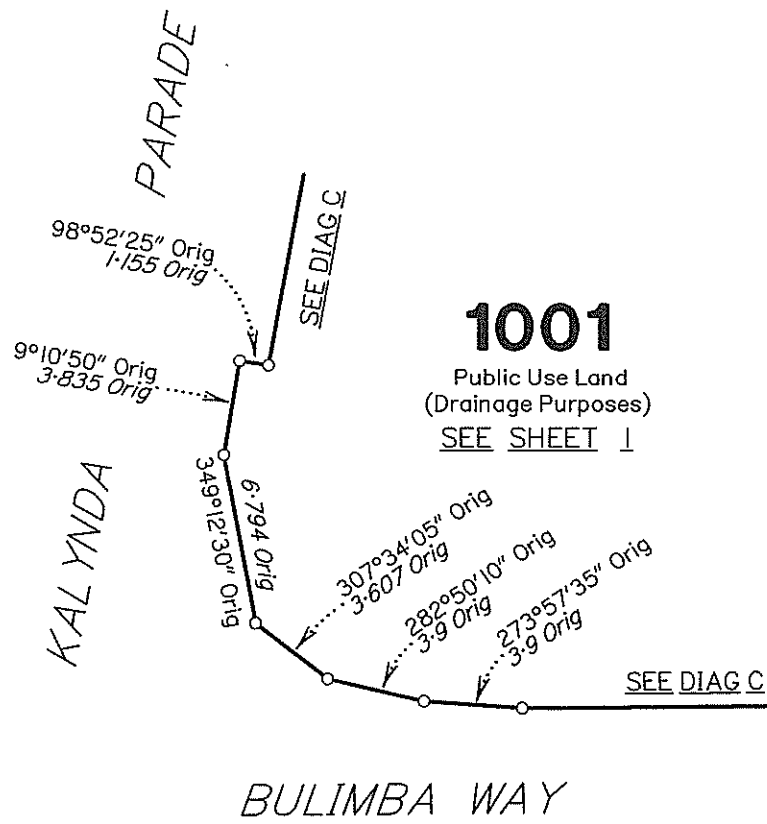 PARADE
98°52'25" Orig
1·155 Orig
SEE DIAG C
9°10'50" Orig
3·835 Orig
1001
Public Use Land
(Drainage Purposes)
SEE SHEET 1
KALYNDA
349°12'30" Orig
6·794 Orig
307°34'05" Orig
3·607 Orig
282°50'10" Orig
3·9 Orig
273°57'35" Orig
3·9 Orig
SEE DIAG C
BULIMBA WAY